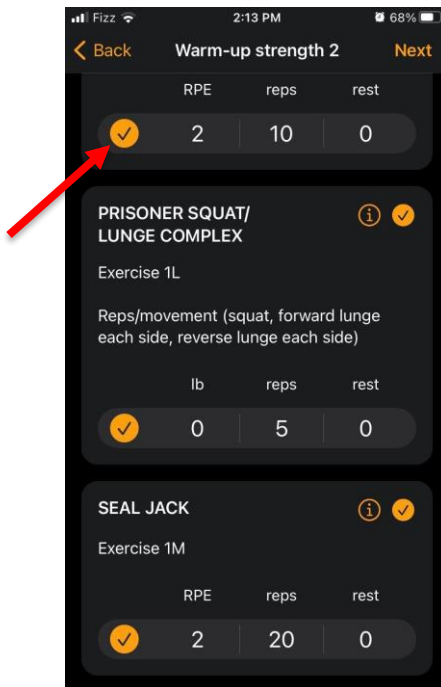 Fizz 2:13 PM 68%
Back Warm-up strength 2 Next
RPE reps rest
2 10 0
PRISONER SQUAT/
LUNGE COMPLEX
Exercise 1L
Reps/movement (squat, forward lunge
each side, reverse lunge each side)
lb reps rest
0 5 0
SEAL JACK
Exercise 1M
RPE reps rest
2 20 0